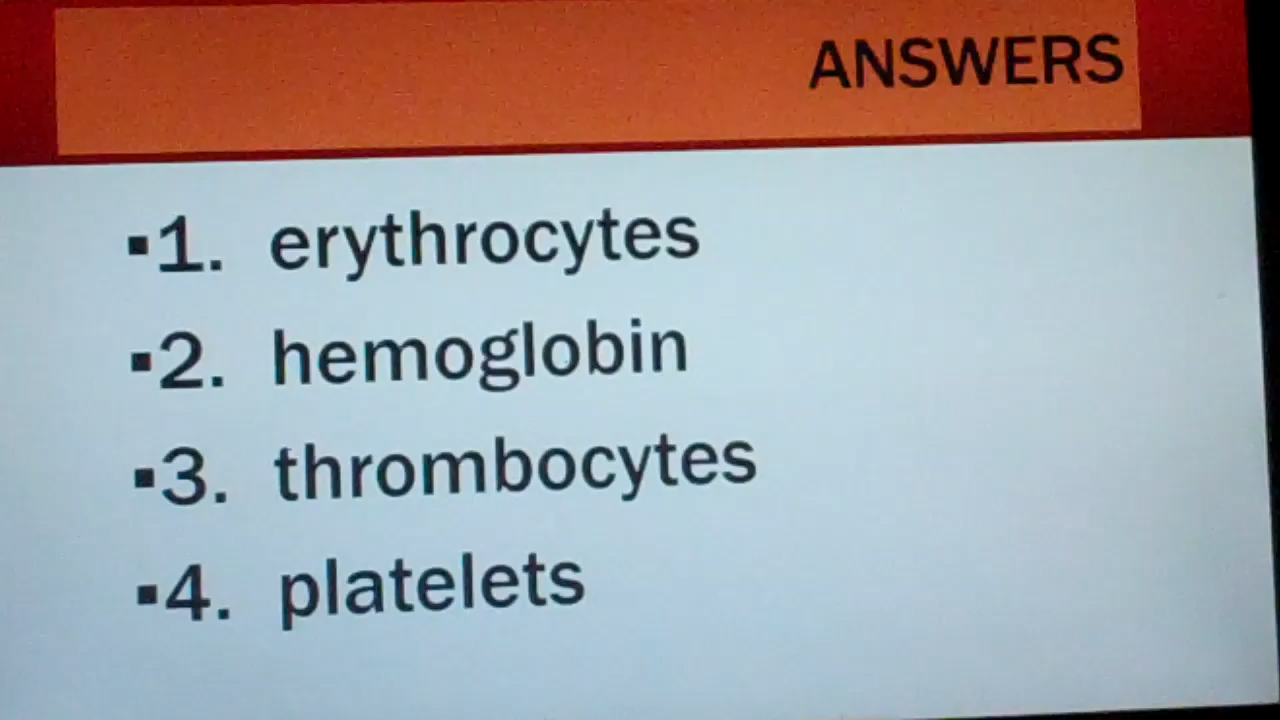 ANSWERS
▪1. erythrocytes
▪2. hemoglobin
▪3. thrombocytes
▪4. platelets